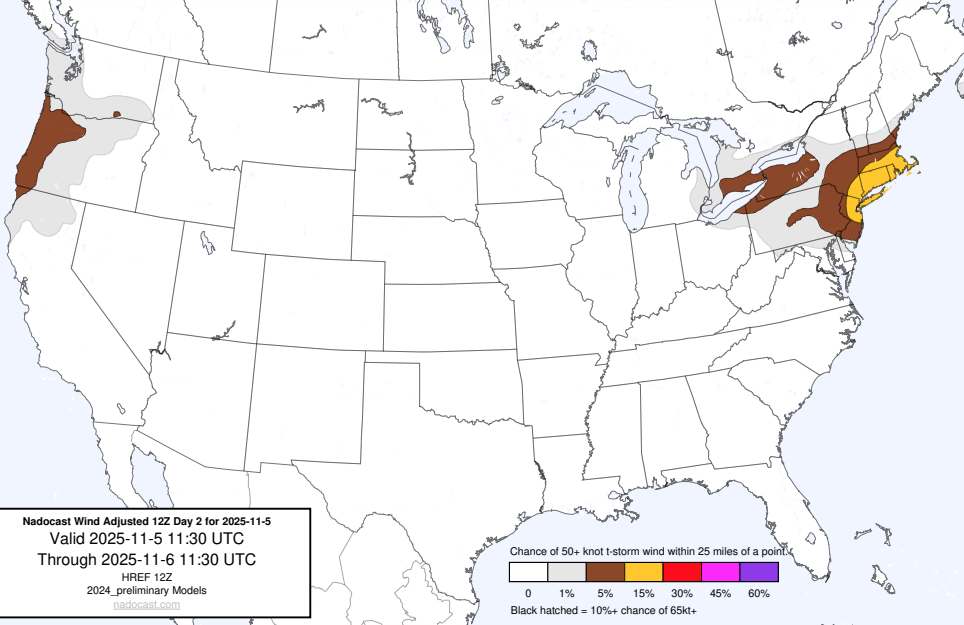 Nadocast Wind Adjusted 12Z Day 2 for 2025-11-5
Valid 2025-11-5 11:30 UTC
Through 2025-11-6 11:30 UTC
HREF 12Z
2024_preliminary Models
nadocast.com
Chance of 50+ knot t-storm wind within 25 miles of a point.
0 1% 5% 15% 30% 45% 60%
Black hatched = 10%+ chance of 65kt+